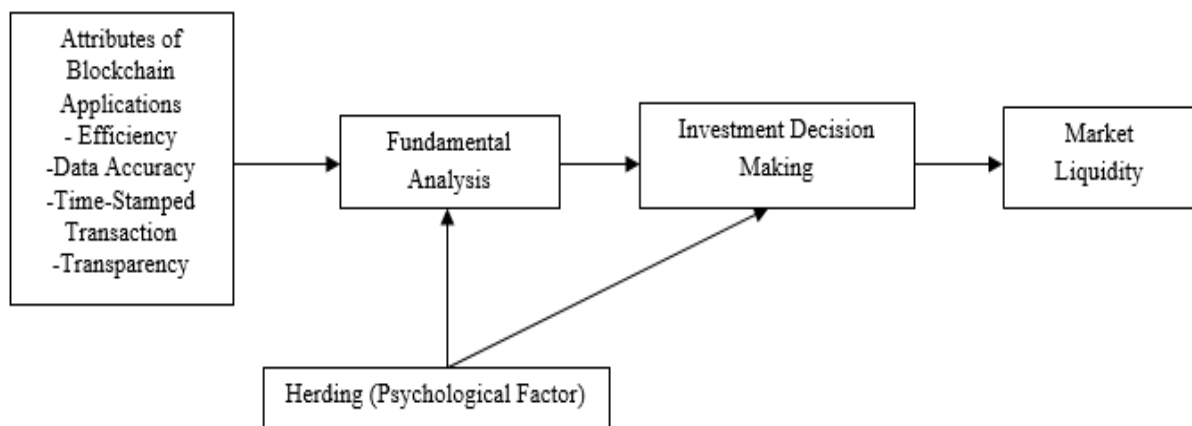 Attributes of
Blockchain
Applications
- Efficiency
-Data Accuracy
-Time-Stamped
Transaction
-Transparency
Fundamental
Analysis
Investment Decision
Making
Market
Liquidity
Herding (Psychological Factor)